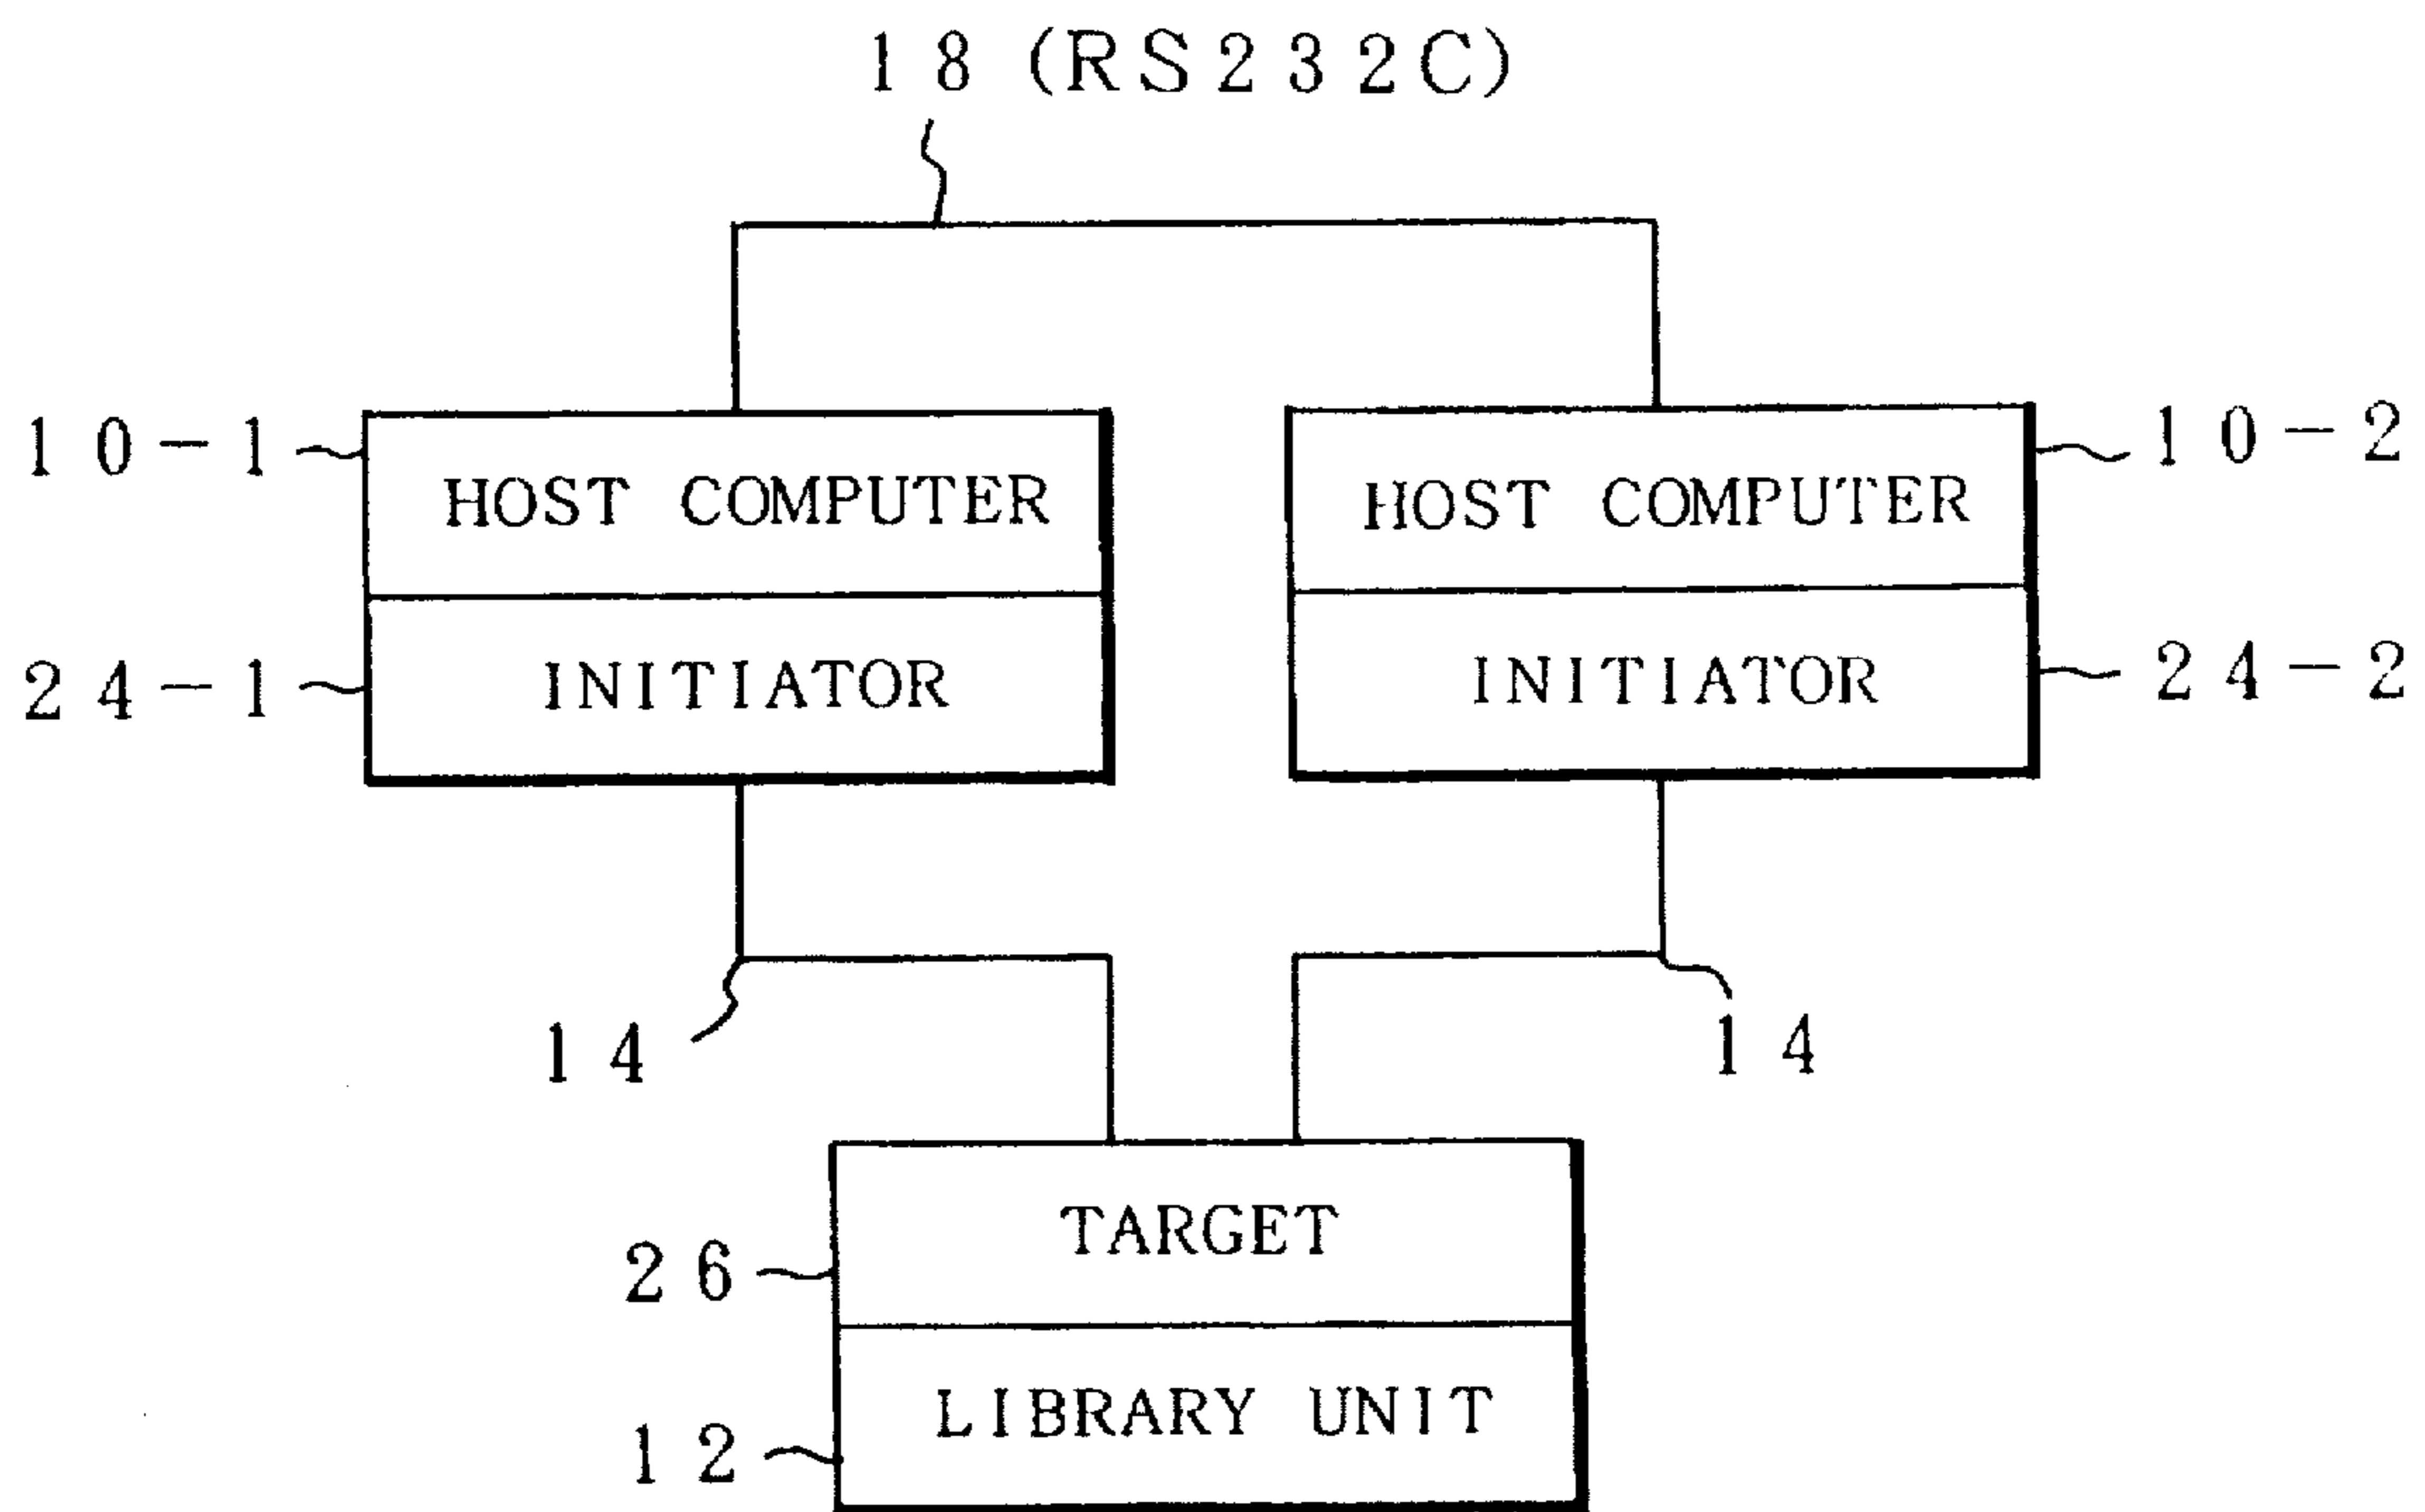 18 (RS232C)
10-1
HOST COMPUTER
HOST COMPUTER
10-2
24-1
INITIATOR
INITIATOR
24-2
14
14
TARGET
26
LIBRARY UNIT
12